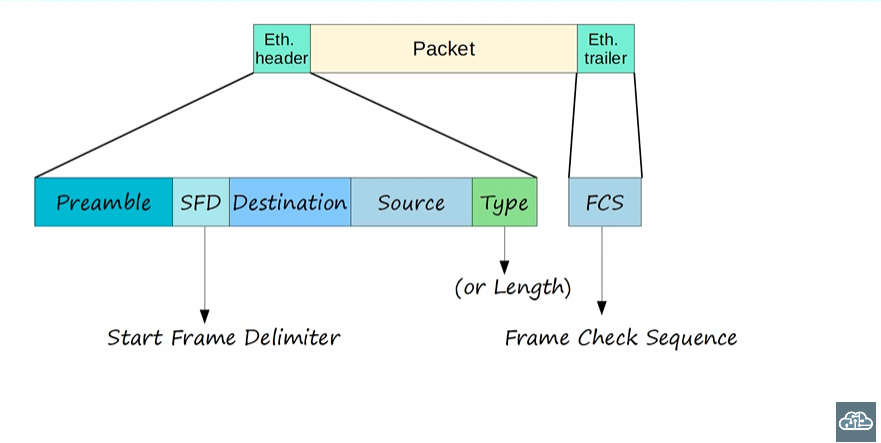 Eth.
header
Packet
Eth.
trailer
Preamble
SFD
Destination
Source
Type
FCS
(or Length)
Start Frame Delimiter
Frame Check Sequence